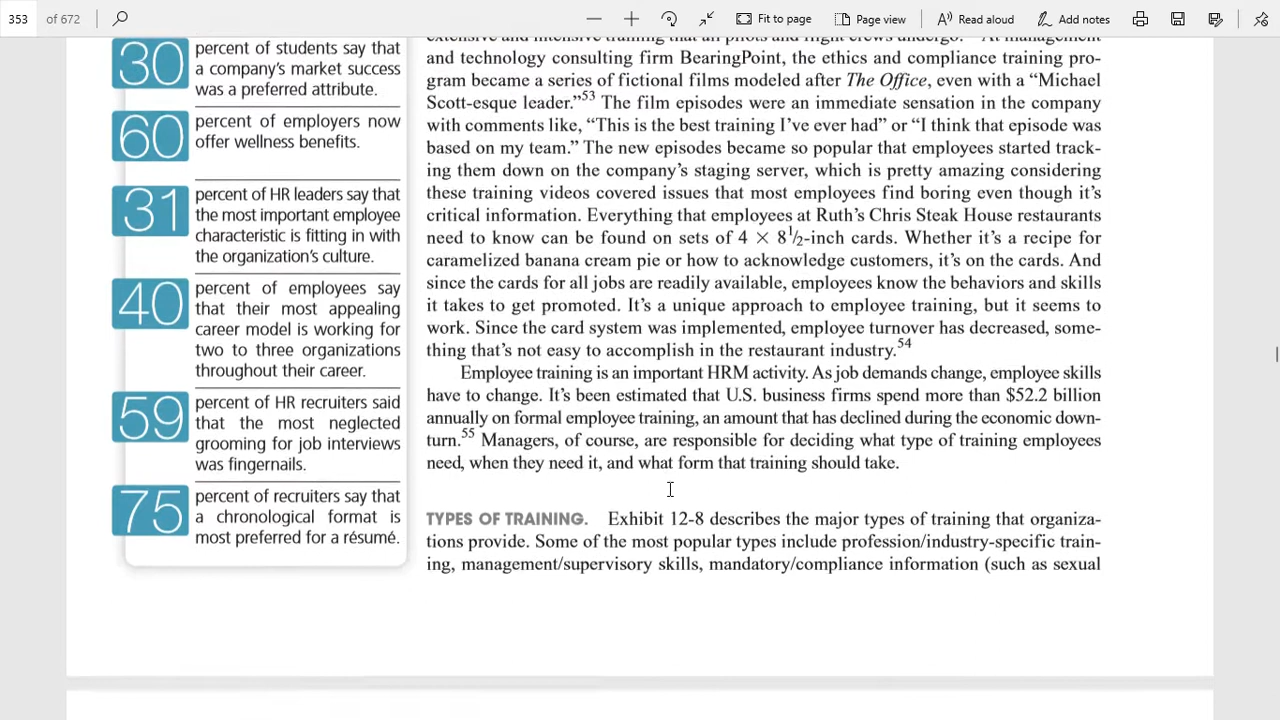 353 of 672
Fit to page
Page view
Read aloud
Add notes
30
percent of students say that
a company's market success
was a preferred attribute.
60
percent of employers now
offer wellness benefits.
31
percent of HR leaders say that
the most important employee
characteristic is fitting in with
the organization's culture.
40
percent of employees say
that their most appealing
career model is working for
two to three organizations
throughout their career.
59
percent of HR recruiters said
that the most neglected
grooming for job interviews
was fingernails.
75
percent of recruiters say that
a chronological format is
most preferred for a résumé.
extensive and intensive training that all pilots and flight crews undergo. At management
and technology consulting firm BearingPoint, the ethics and compliance training pro-
gram became a series of fictional films modeled after The Office, even with a “Michael
Scott-esque leader.”53 The film episodes were an immediate sensation in the company
with comments like, “This is the best training I've ever had” or “I think that episode was
based on my team.” The new episodes became so popular that employees started track-
ing them down on the company's staging server, which is pretty amazing considering
these training videos covered issues that most employees find boring even though it's
critical information. Everything that employees at Ruth's Chris Steak House restaurants
need to know can be found on sets of 4 × 81/2-inch cards. Whether it's a recipe for
caramelized banana cream pie or how to acknowledge customers, it's on the cards. And
since the cards for all jobs are readily available, employees know the behaviors and skills
it takes to get promoted. It's a unique approach to employee training, but it seems to
work. Since the card system was implemented, employee turnover has decreased, some-
thing that's not easy to accomplish in the restaurant industry.54
Employee training is an important HRM activity. As job demands change, employee skills
have to change. It's been estimated that U.S. business firms spend more than $52.2 billion
annually on formal employee training, an amount that has declined during the economic down-
turn.55 Managers, of course, are responsible for deciding what type of training employees
need, when they need it, and what form that training should take.
TYPES OF TRAINING. Exhibit 12-8 describes the major types of training that organiza-
tions provide. Some of the most popular types include profession/industry-specific train-
ing, management/supervisory skills, mandatory/compliance information (such as sexual